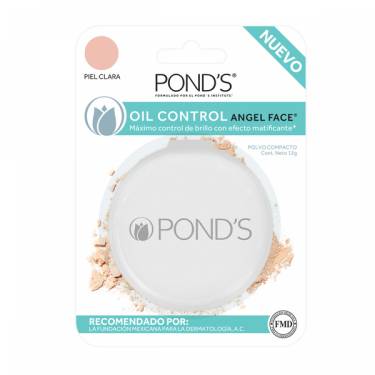 NUEVO
PIEL CLARA
POND'S®
FORMULADO POR EL POND'S INSTITUTE*
OIL CONTROL ANGEL FACE®
Máximo control de brillo con efecto matificante*
POLVO COMPACTO
Cont. Neto 12g
POND'S
RECOMENDADO POR:
LA FUNDACIÓN MEXICANA PARA LA DERMATOLOGÍA, A.C.
FMD